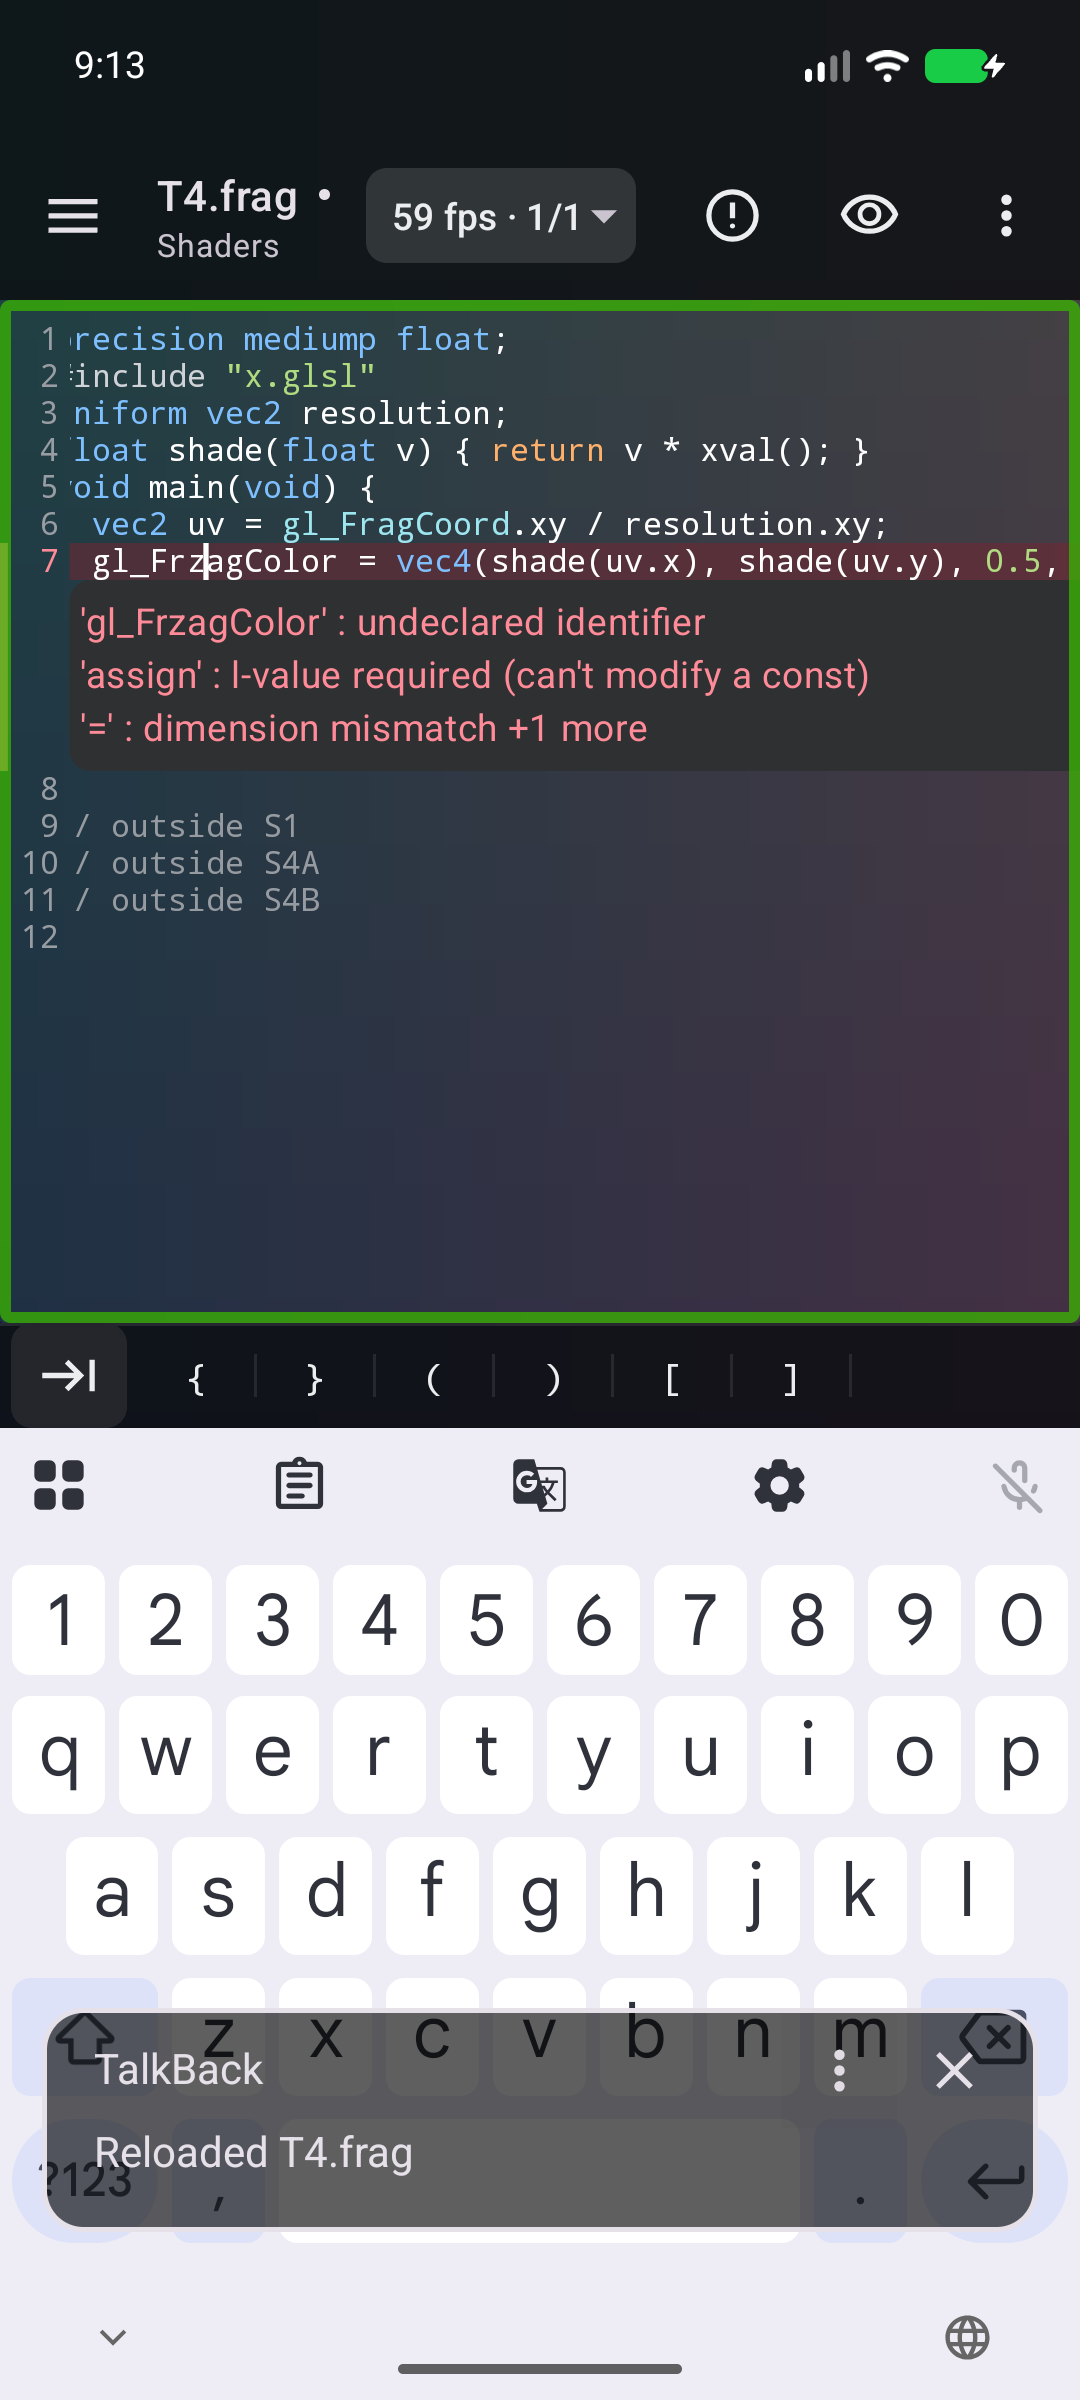 9:13
T4.frag •
Shaders
59 fps · 1/1
1 precision mediump float;
2 #include "x.glsl"
3 niform vec2 resolution;
4 float shade(float v) { return v * xval(); }
5 void main(void) {
6 vec2 uv = gl_FragCoord.xy / resolution.xy;
7 gl_FrzagColor = vec4(shade(uv.x), shade(uv.y), 0.5,
'gl_FrzagColor' : undeclared identifier
'assign' : l-value required (can't modify a const)
'=' : dimension mismatch +1 more
8
9 / outside S1
10 / outside S4A
11 / outside S4B
12
{ } ( ) [ ]
1 2 3 4 5 6 7 8 9 0
q w e r t y u i o p
a s d f g h j k l
z x c v b n m
TalkBack
Reloaded T4.frag
?123 , .